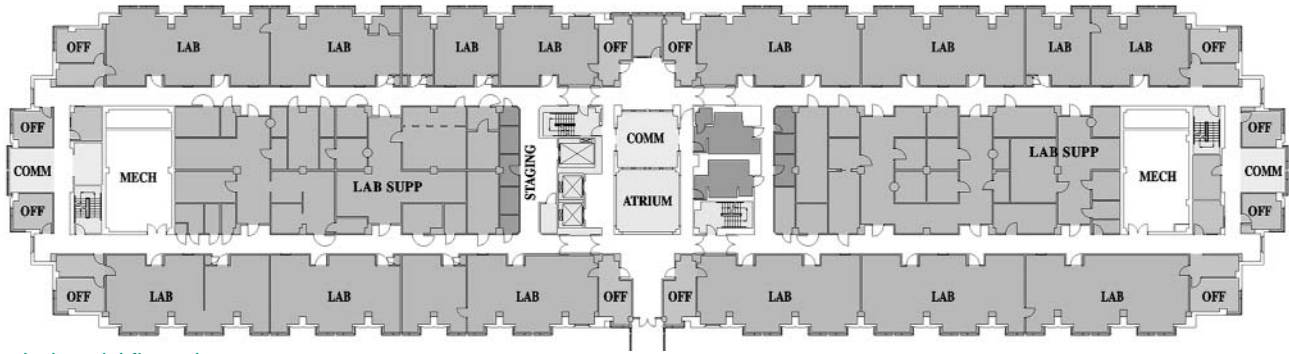 OFF LAB LAB LAB LAB OFF OFF LAB LAB LAB LAB OFF
OFF COMM OFF
COMM MECH LAB SUPP STAGING ATRIUM LAB SUPP MECH COMM
OFF OFF
OFF LAB LAB LAB OFF OFF LAB LAB LAB OFF